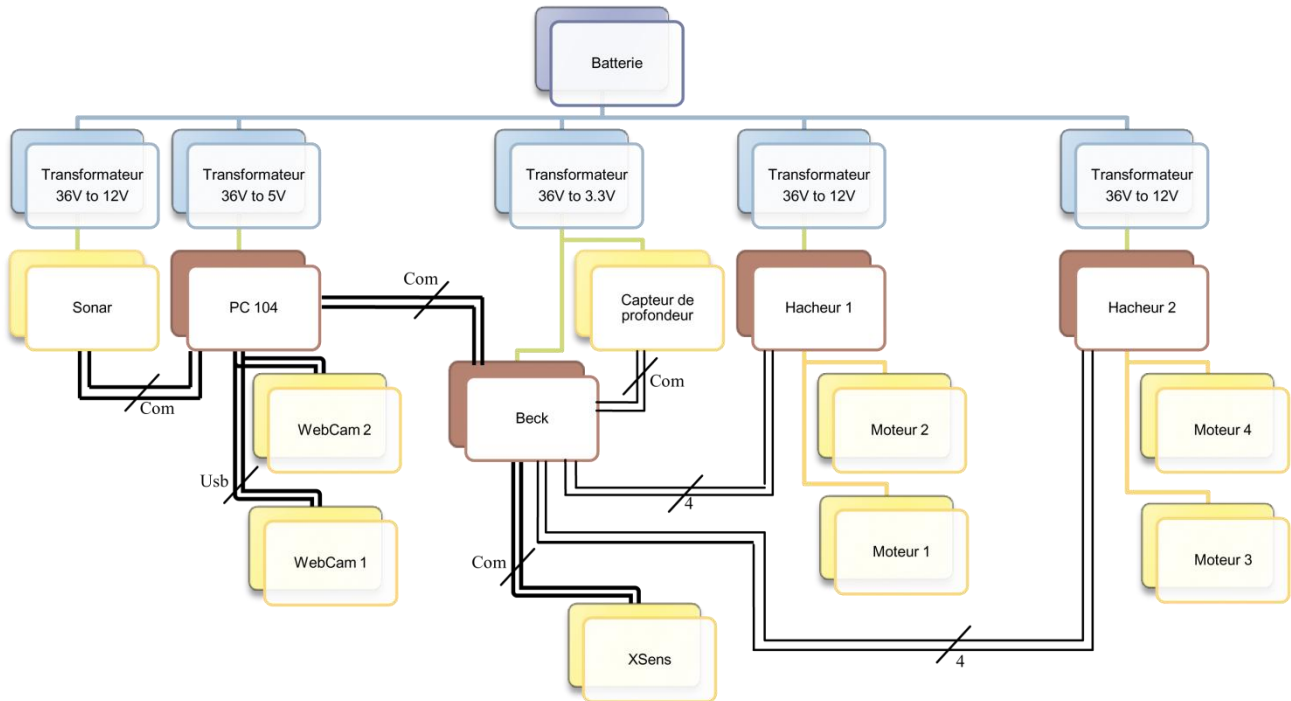 Batterie
Transformateur
36V to 12V
Transformateur
36V to 5V
Transformateur
36V to 3.3V
Transformateur
36V to 12V
Transformateur
36V to 12V
Sonar
PC 104
Com
Capteur de
profondeur
Hacheur 1
Hacheur 2
Com
Com
Beck
WebCam 2
Moteur 2
Moteur 4
Usb
4
WebCam 1
Com
Moteur 1
Moteur 3
XSens
4